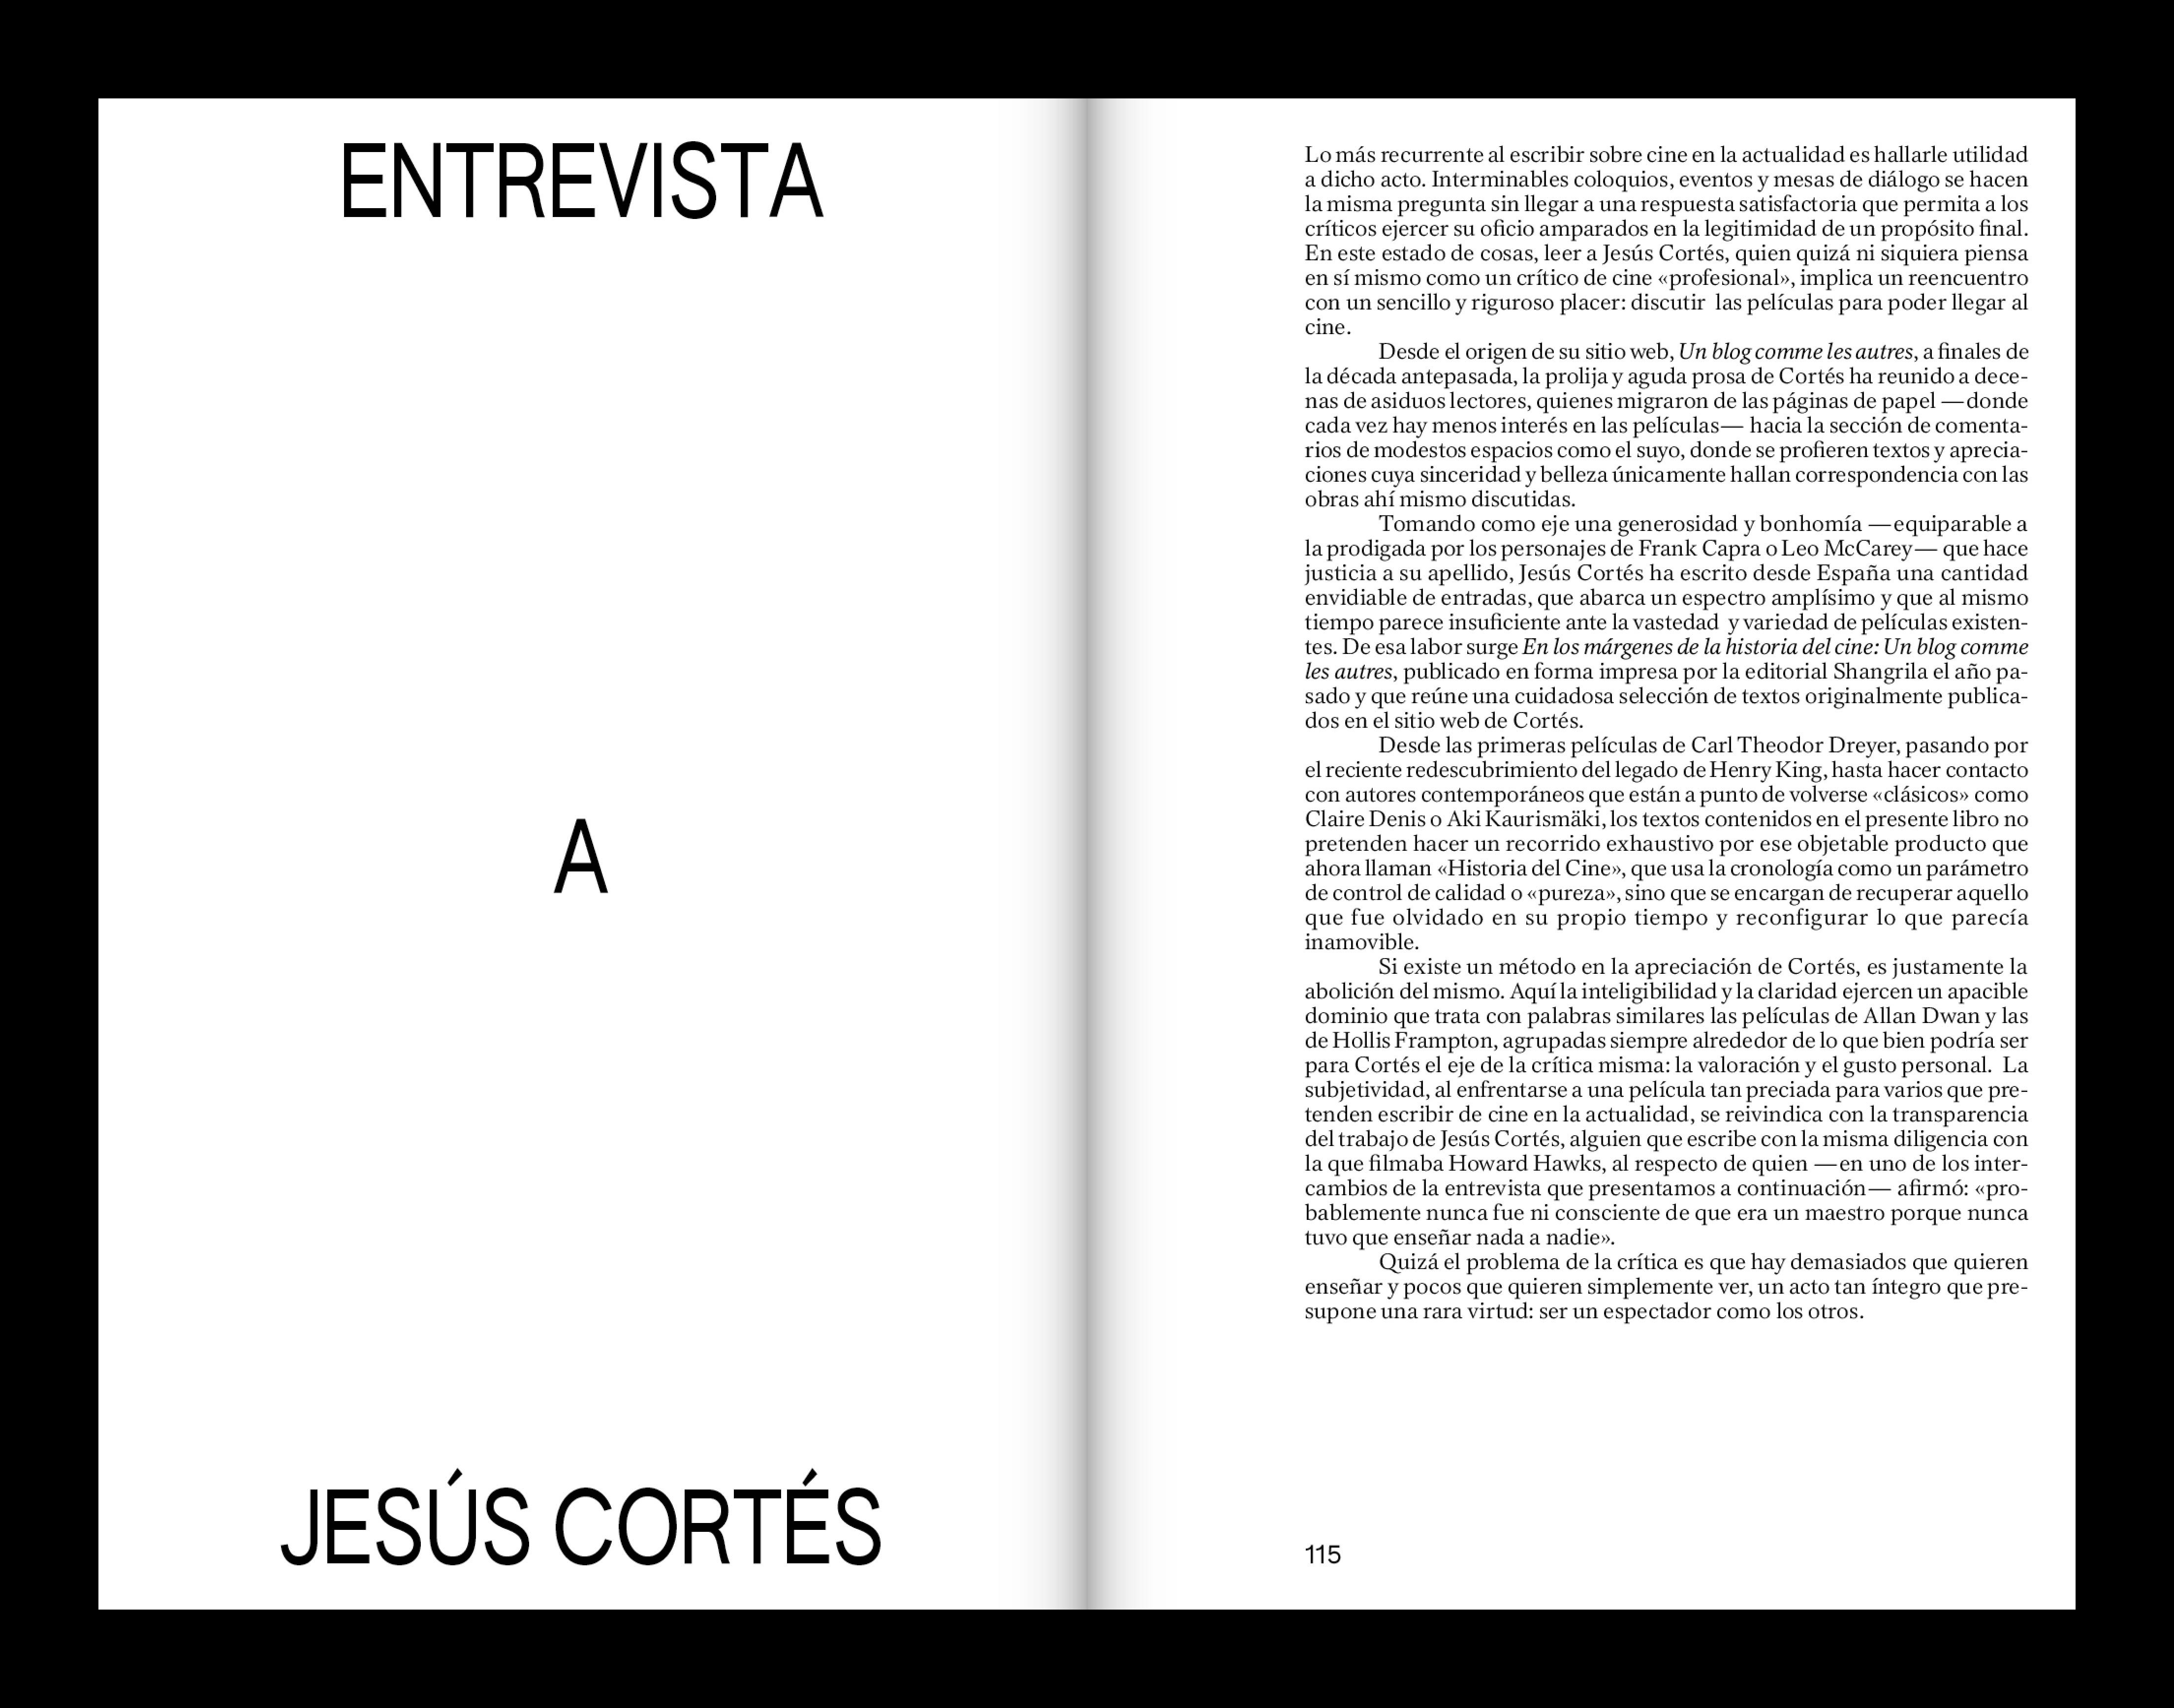 ENTREVISTA
A
JESÚS CORTÉS
Lo más recurrente al escribir sobre cine en la actualidad es hallarle utilidad
a dicho acto. Interminables coloquios, eventos y mesas de diálogo se hacen
la misma pregunta sin llegar a una respuesta satisfactoria que permita a los
críticos ejercer su oficio amparados en la legitimidad de un propósito final.
En este estado de cosas, leer a Jesús Cortés, quien quizá ni siquiera piensa
en sí mismo como un crítico de cine «profesional», implica un reencuentro
con un sencillo y riguroso placer: discutir las películas para poder llegar al
cine.
Desde el origen de su sitio web, Un blog comme les autres, a finales de
la década antepasada, la prolija y aguda prosa de Cortés ha reunido a dece-
nas de asiduos lectores, quienes migraron de las páginas de papel —donde
cada vez hay menos interés en las películas— hacia la sección de comenta-
rios de modestos espacios como el suyo, donde se profieren textos y aprecia-
ciones cuya sinceridad y belleza únicamente hallan correspondencia con las
obras ahí mismo discutidas.
Tomando como eje una generosidad y bonhomía —equiparable a
la prodigada por los personajes de Frank Capra o Leo McCarey— que hace
justicia a su apellido, Jesús Cortés ha escrito desde España una cantidad
envidiable de entradas, que abarca un espectro amplísimo y que al mismo
tiempo parece insuficiente ante la vastedad y variedad de películas existen-
tes. De esa labor surge En los márgenes de la historia del cine: Un blog comme
les autres, publicado en forma impresa por la editorial Shangrila el año pa-
sado y que reúne una cuidadosa selección de textos originalmente publica-
dos en el sitio web de Cortés.
Desde las primeras películas de Carl Theodor Dreyer, pasando por
el reciente redescubrimiento del legado de Henry King, hasta hacer contacto
con autores contemporáneos que están a punto de volverse «clásicos» como
Claire Denis o Aki Kaurismäki, los textos contenidos en el presente libro no
pretenden hacer un recorrido exhaustivo por ese objetable producto que
ahora llaman «Historia del Cine», que usa la cronología como un parámetro
de control de calidad o «pureza», sino que se encargan de recuperar aquello
que fue olvidado en su propio tiempo y reconfigurar lo que parecía
inamovible.
Si existe un método en la apreciación de Cortés, es justamente la
abolición del mismo. Aquí la inteligibilidad y la claridad ejercen un apacible
dominio que trata con palabras similares las películas de Allan Dwan y las
de Hollis Frampton, agrupadas siempre alrededor de lo que bien podría ser
para Cortés el eje de la crítica misma: la valoración y el gusto personal. La
subjetividad, al enfrentarse a una película tan preciada para varios que pre-
tenden escribir de cine en la actualidad, se reivindica con la transparencia
del trabajo de Jesús Cortés, alguien que escribe con la misma diligencia con
la que filmaba Howard Hawks, al respecto de quien —en uno de los inter-
cambios de la entrevista que presentamos a continuación— afirmó: «pro-
bablemente nunca fue ni consciente de que era un maestro porque nunca
tuvo que enseñar nada a nadie».
Quizá el problema de la crítica es que hay demasiados que quieren
enseñar y pocos que quieren simplemente ver, un acto tan íntegro que pre-
supone una rara virtud: ser un espectador como los otros.
115